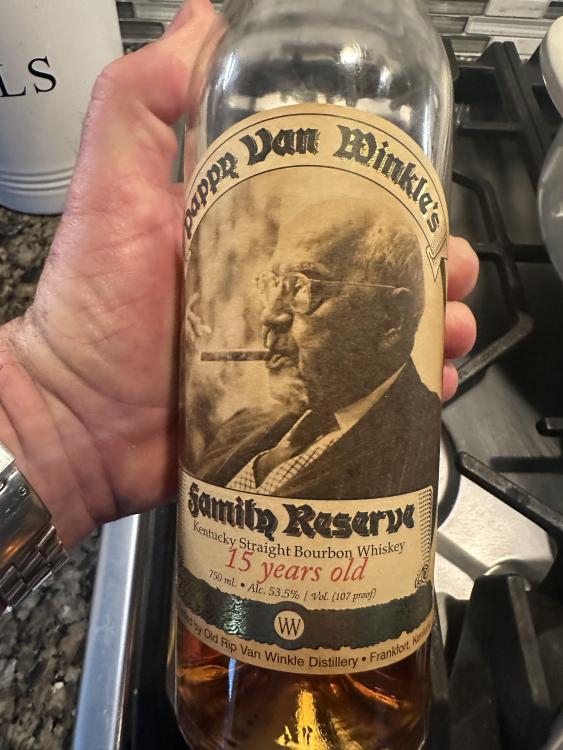 LS
Pappy Van Winkle's
Family Reserve
Kentucky Straight Bourbon Whiskey
15 years old
750 ml. • Alc. 53.5% | Vol. (107 proof)
VW
by Old Rip Van Winkle Distillery • Frankfort,